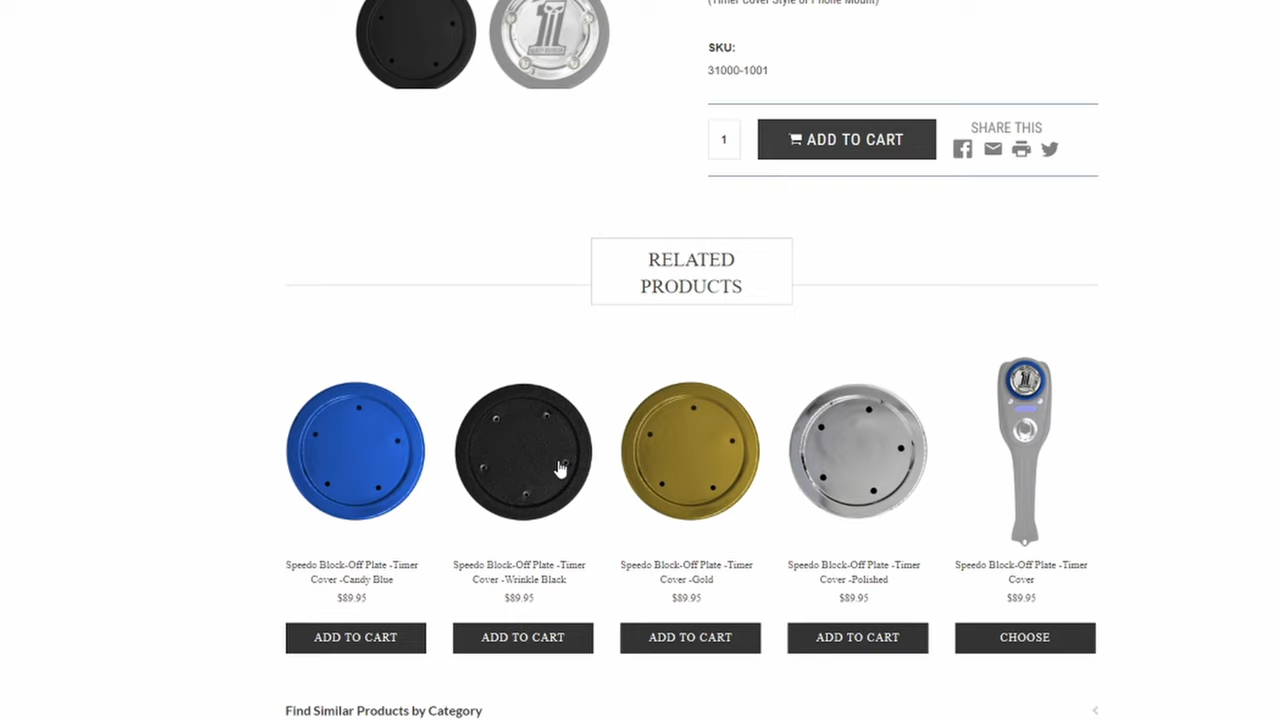 (Timer Cover Style or Phone Mount)
SKU:
31000-1001
1
ADD TO CART
SHARE THIS
RELATED
PRODUCTS
Speedo Block-Off Plate -Timer
Cover -Candy Blue
$89.95
ADD TO CART
Speedo Block-Off Plate -Timer
Cover -Wrinkle Black
$89.95
ADD TO CART
Speedo Block-Off Plate -Timer
Cover -Gold
$89.95
ADD TO CART
Speedo Block-Off Plate -Timer
Cover -Polished
$89.95
ADD TO CART
Speedo Block-Off Plate -Timer
Cover
$89.95
CHOOSE
Find Similar Products by Category